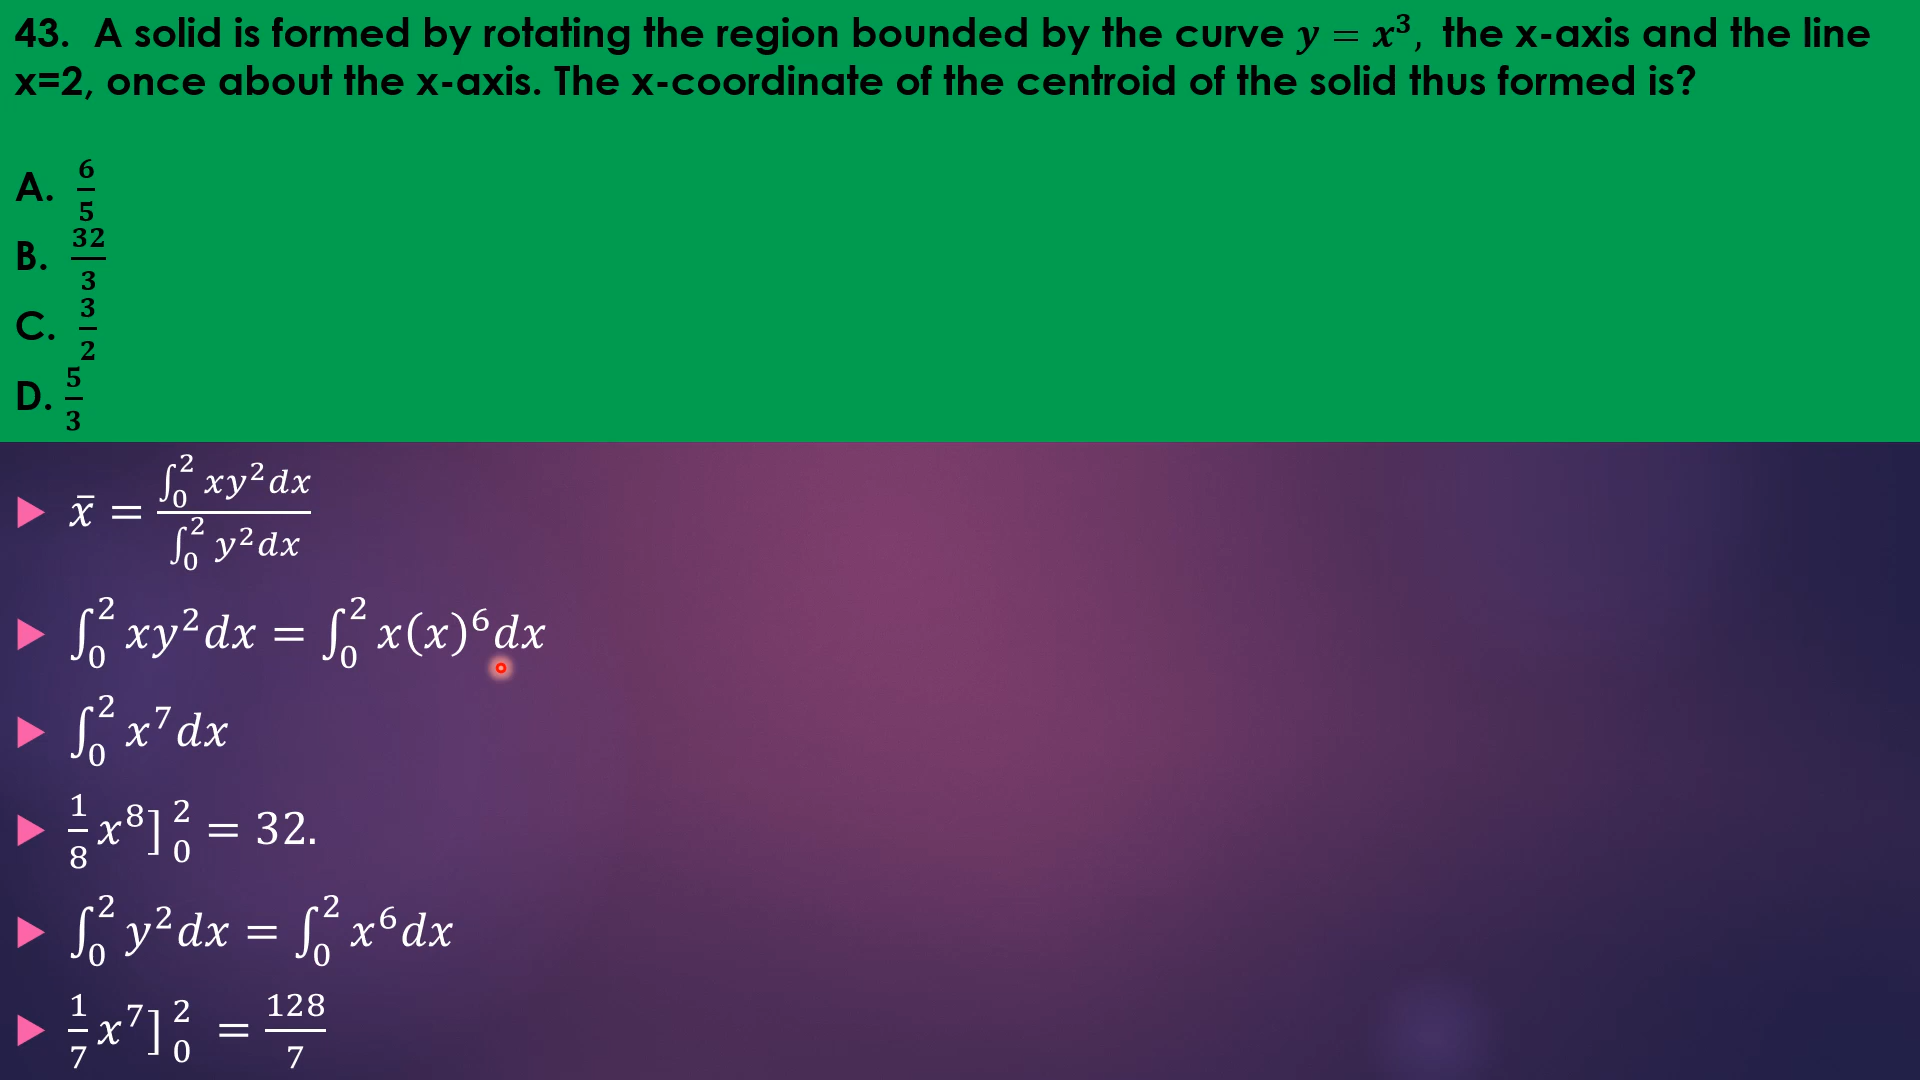 43. A solid is formed by rotating the region bounded by the curve y = x³, the x-axis and the line
x=2, once about the x-axis. The x-coordinate of the centroid of the solid thus formed is?
A. 6/5
B. 32/3
C. 3/2
D. 5/3
x̄ = ∫₀² xy²dx / ∫₀² y²dx
∫₀² xy²dx = ∫₀² x(x)⁶dx
∫₀² x⁷dx
1/8 x⁸]₀² = 32.
∫₀² y²dx = ∫₀² x⁶dx
1/7 x⁷]₀² = 128/7